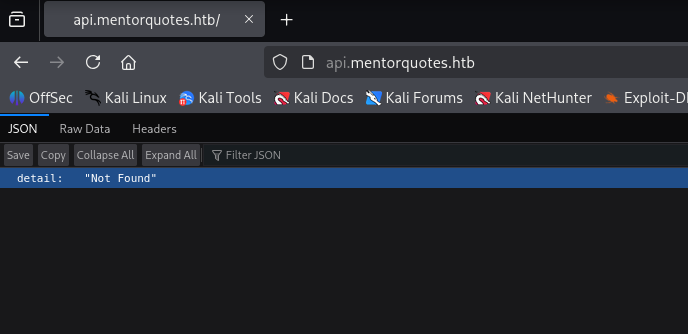 api.mentorquotes.htb/
api.mentorquotes.htb
OffSec Kali Linux Kali Tools Kali Docs Kali Forums Kali NetHunter Exploit-D
JSON Raw Data Headers
Save Copy Collapse All Expand All Filter JSON
detail: "Not Found"